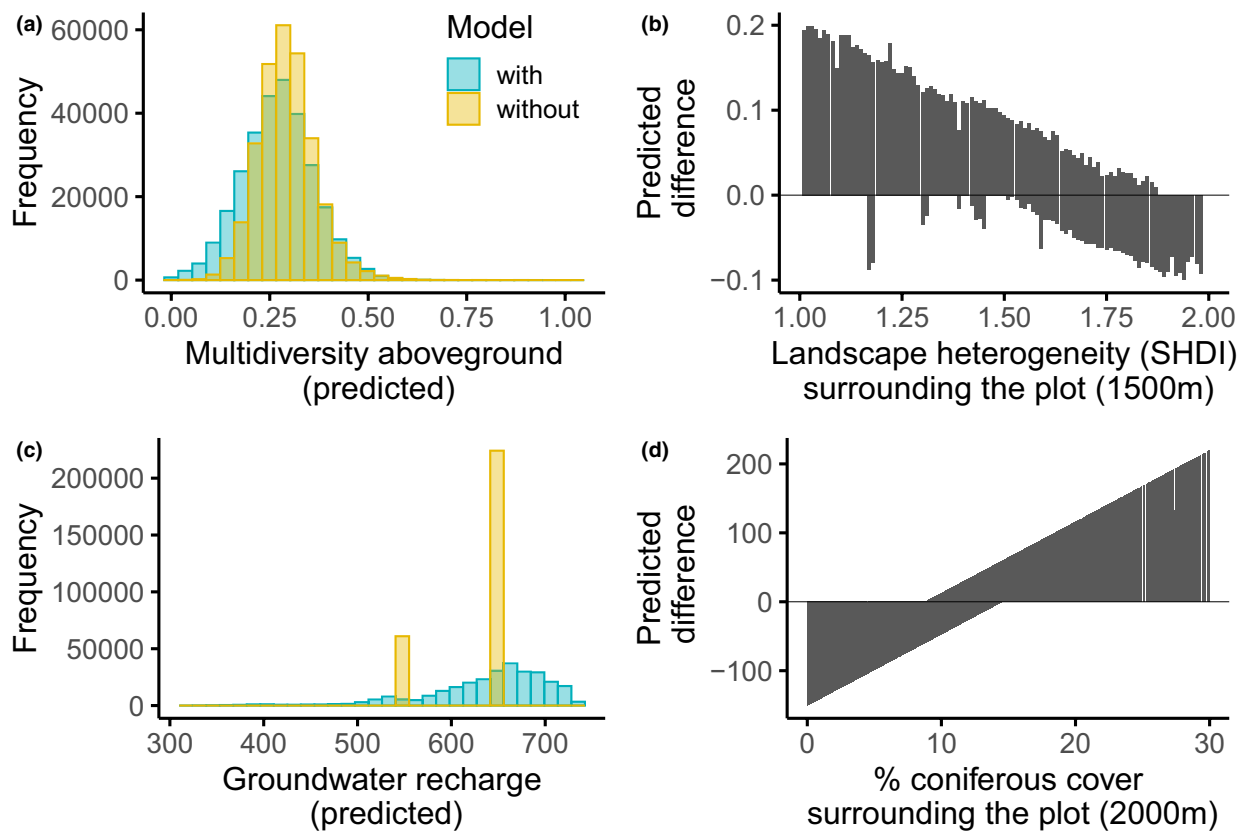 (a)
60000
40000
20000
0
Frequency
Model
with
without
0.00 0.25 0.50 0.75 1.00
Multidiversity aboveground
(predicted)
(b)
0.2
0.1
0.0
−0.1
Predicted
difference
1.00 1.25 1.50 1.75 2.00
Landscape heterogeneity (SHDI)
surrounding the plot (1500m)
(c)
200000
150000
100000
50000
0
Frequency
300 400 500 600 700
Groundwater recharge
(predicted)
(d)
200
100
0
−100
Predicted
difference
0 10 20 30
% coniferous cover
surrounding the plot (2000m)